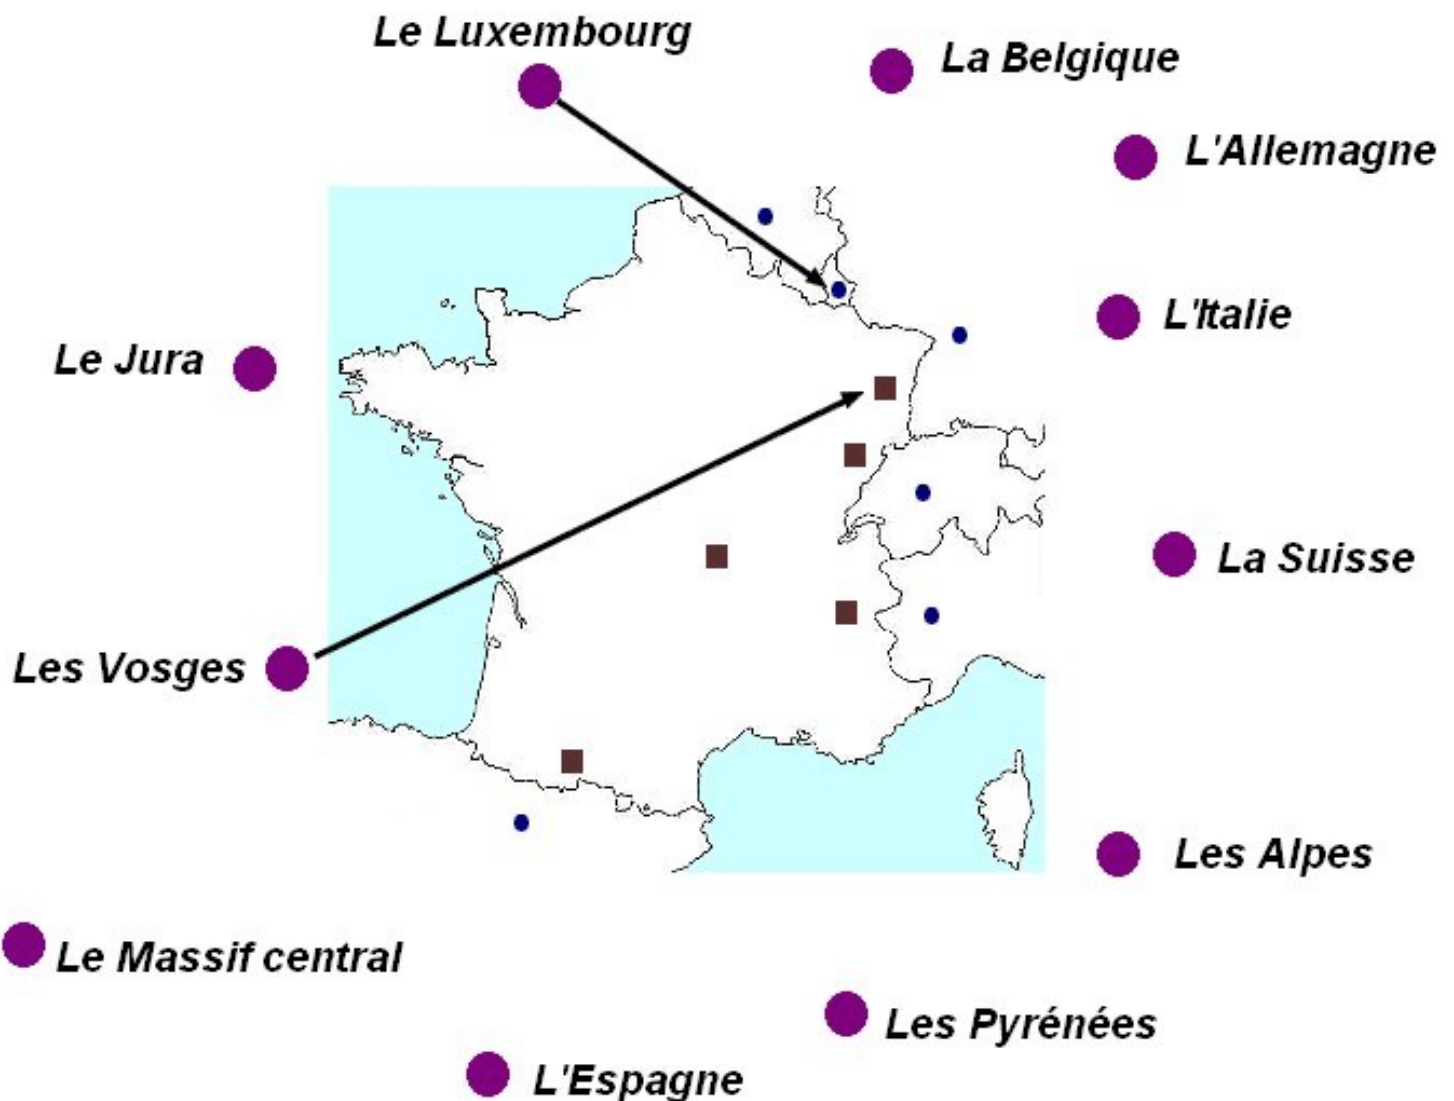 Le Luxembourg
La Belgique
L'Allemagne
L'Italie
Le Jura
La Suisse
Les Vosges
Les Alpes
Le Massif central
Les Pyrénées
L'Espagne